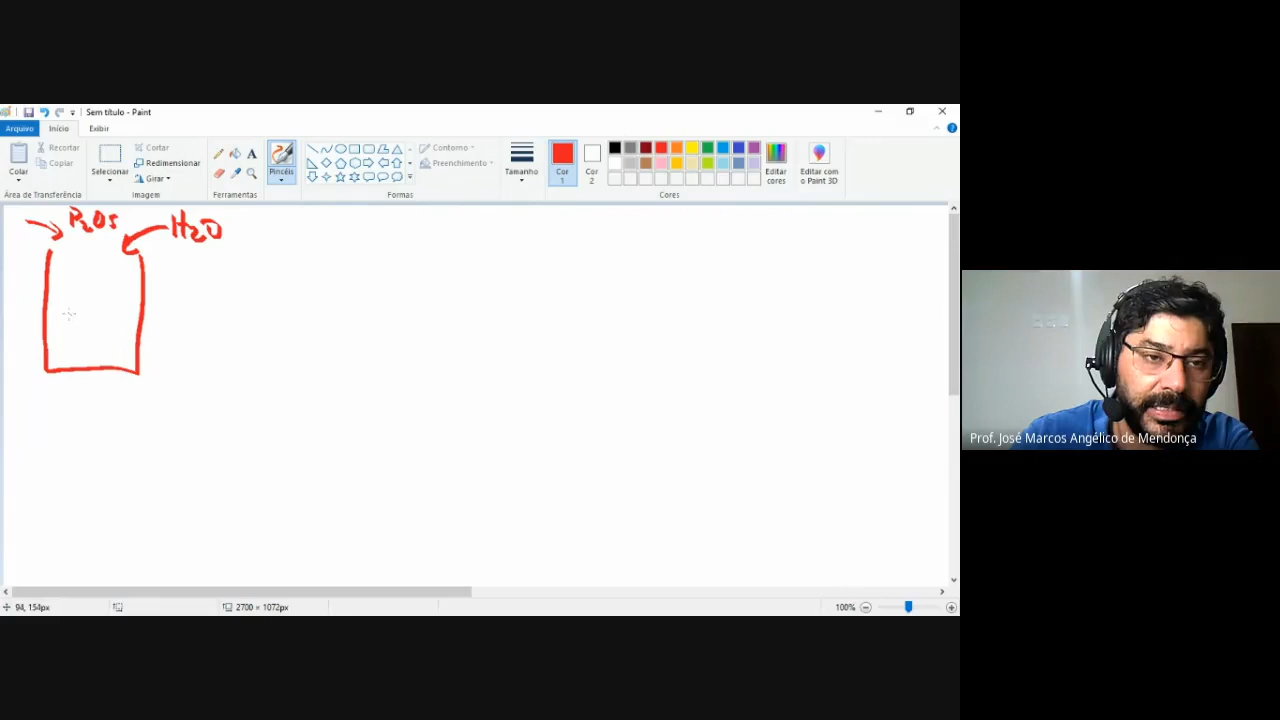 Sem título - Paint
Arquivo Início Exibir
Colar
Recortar
Copiar
Área de Transferência
Selecionar
Cortar
Redimensionar
Girar
Imagem
Ferramentas
Pincéis
Contorno
Preenchimento
Formas
Tamanho
Cor 1
Cor 2
Editar cores
Editar com o Paint 3D
Cores
P2O5 H2O
Prof. José Marcos Angélico de Mendonça
94, 154px
2700 × 1072px
100%